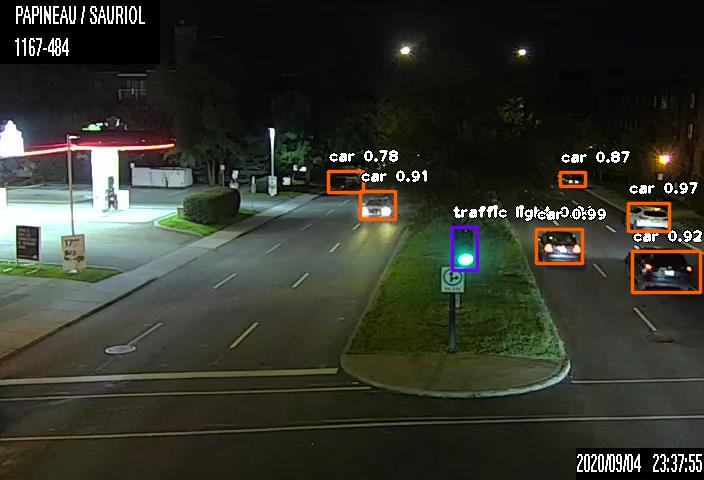 PAPINEAU / SAURIOL
1167-484
car 0.78
car 0.87
car 0.91
car 0.97
traffic light
car 0.99
car 0.92
2020/09/04 23:37:55